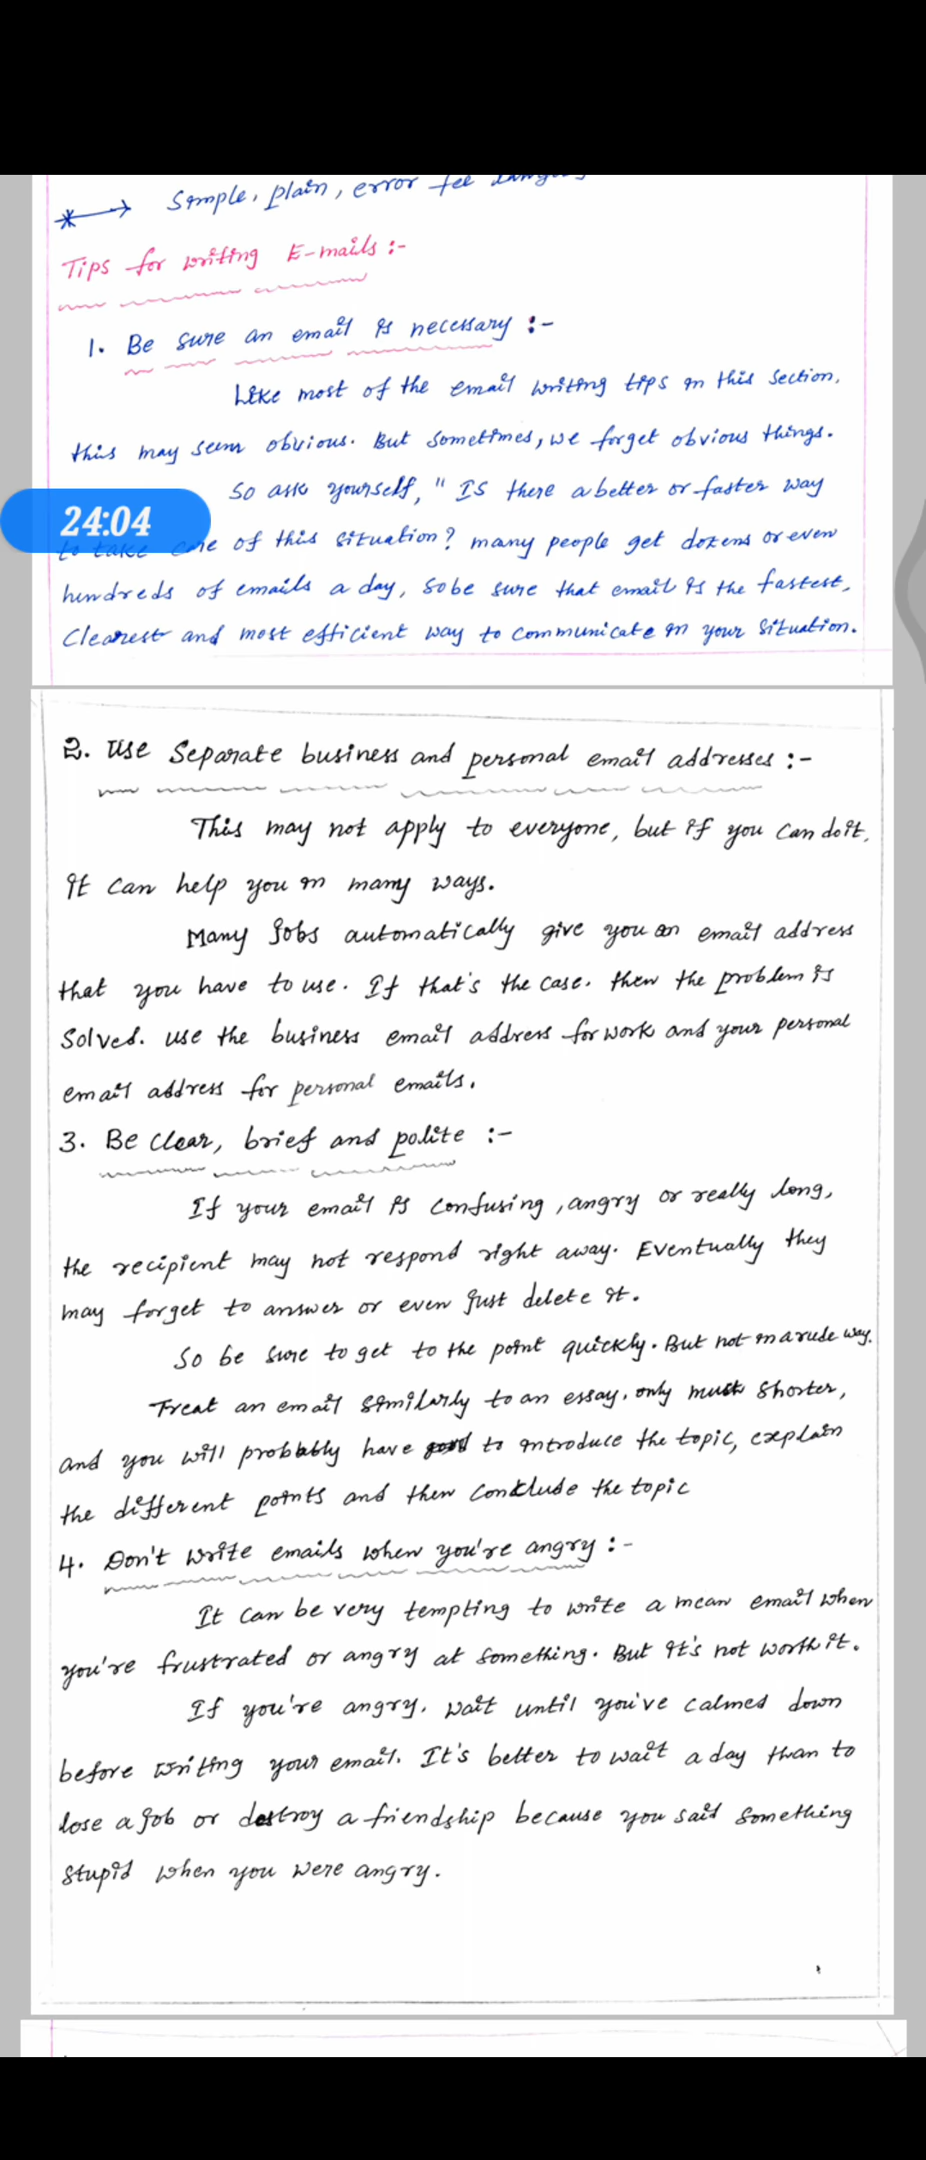 Simple, plain, error fee
Tips for writing E-mails :-
1. Be sure an email is necessary :-
Like most of the email writing tips in this section,
this may seem obvious. But sometimes, we forget obvious things.
So ask yourself, " Is there a better or faster way
24:04
to take care of this situation? many people get dozens or even
hundreds of emails a day, so be sure that email is the fastest,
Clearest and most efficient way to communicate in your situation.
2. Use Separate business and personal email addresses :-
This may not apply to everyone, but if you can do it,
it can help you in many ways.
Many jobs automatically give you an email address
that you have to use. If that's the case. then the problem is
Solved. use the business email address for work and your personal
email address for personal emails.
3. Be clear, brief and polite :-
If your email is confusing, angry or really long,
the recipient may not respond right away. Eventually they
may forget to answer or even just delete it.
So be sure to get to the point quickly. But not in a rude way.
Treat an email similarly to an essay. only much shorter,
and you will probably have to introduce the topic, explain
the different points and then conclude the topic
4. Don't write emails when you're angry :-
It can be very tempting to write a mean email when
you're frustrated or angry at something. But it's not worth it.
If you're angry. wait until you've calmed down
before writing your email. It's better to wait a day than to
lose a job or destroy a friendship because you said something
stupid when you were angry.